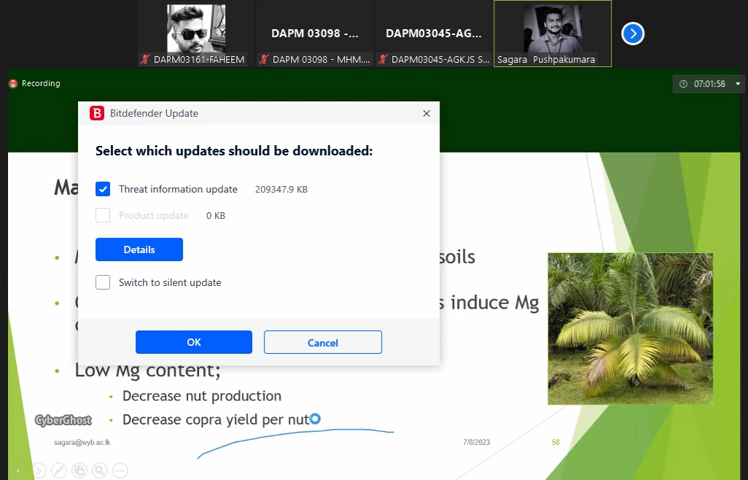 DAPM03161-FAHEEM
DAPM 03098 -...
DAPM 03098 - MHM....
DAPM03045-AG...
DAPM03045-AGKJS S...
Sagara Pushpakumara
Recording
07:01:58
Bitdefender Update
Select which updates should be downloaded:
Threat information update 209347.9 KB
Product update 0 KB
Details
Switch to silent update
OK
Cancel
Ma
soils
s induce Mg
Low Mg content;
Decrease nut production
Decrease copra yield per nut
CyberGhost
sagara@wyb.ac.lk
7/8/2023
58